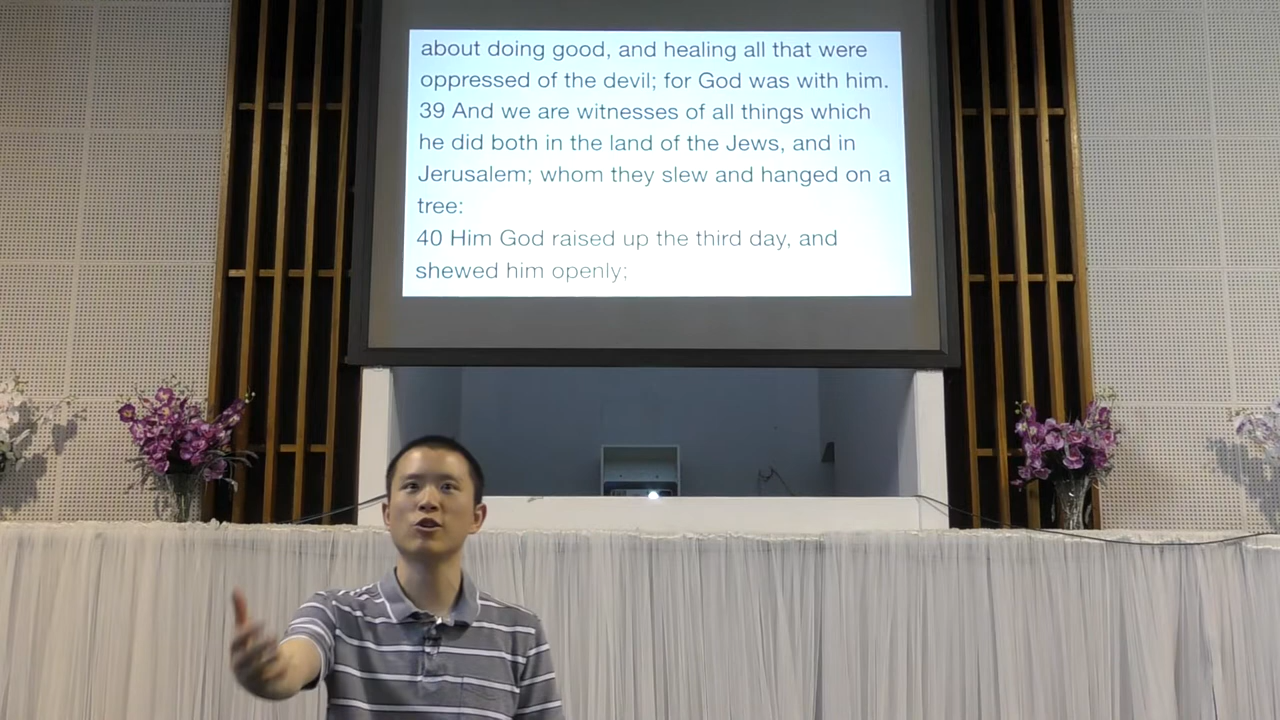 about doing good, and healing all that were
oppressed of the devil; for God was with him.
39 And we are witnesses of all things which
he did both in the land of the Jews, and in
Jerusalem; whom they slew and hanged on a
tree:
40 Him God raised up the third day, and
shewed him openly;